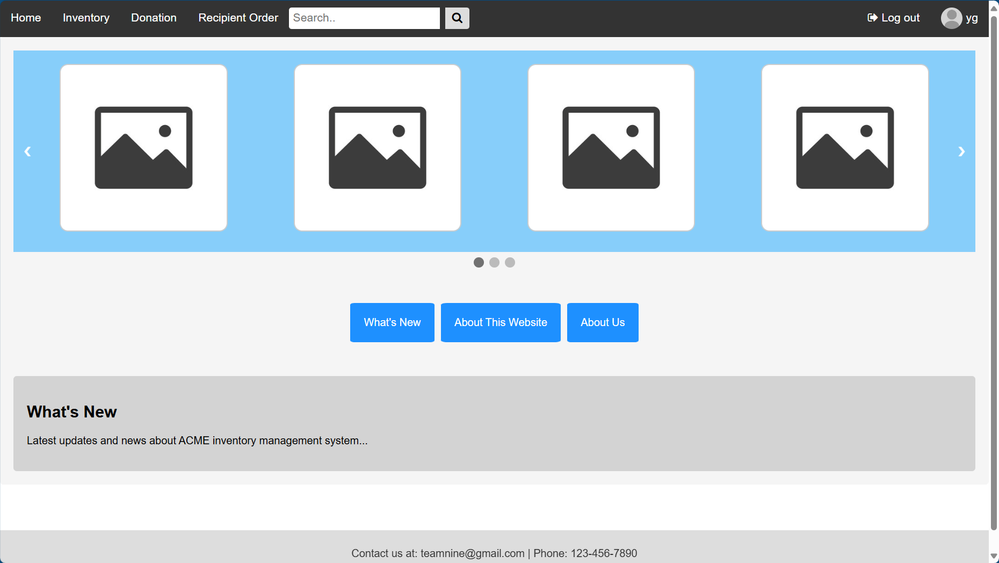 Home Inventory Donation Recipient Order Search.. Log out yg
‹ ›
What's New About This Website About Us
What's New
Latest updates and news about ACME inventory management system...
Contact us at: teamnine@gmail.com | Phone: 123-456-7890